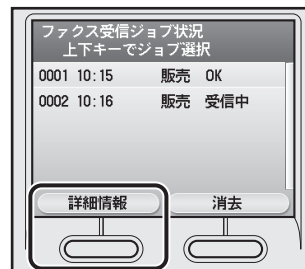 ファクス受信ジョブ状況
上下キーでジョブ選択
0001 10:15 販売 OK
0002 10:16 販売 受信中
詳細情報 消去